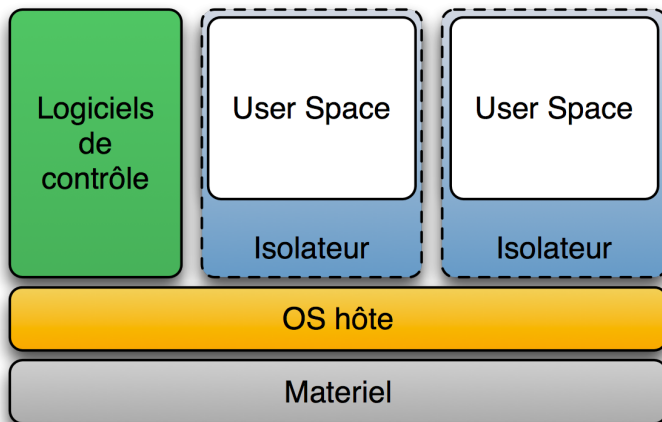 Logiciels
de
contrôle
User Space
Isolateur
User Space
Isolateur
OS hôte
Materiel